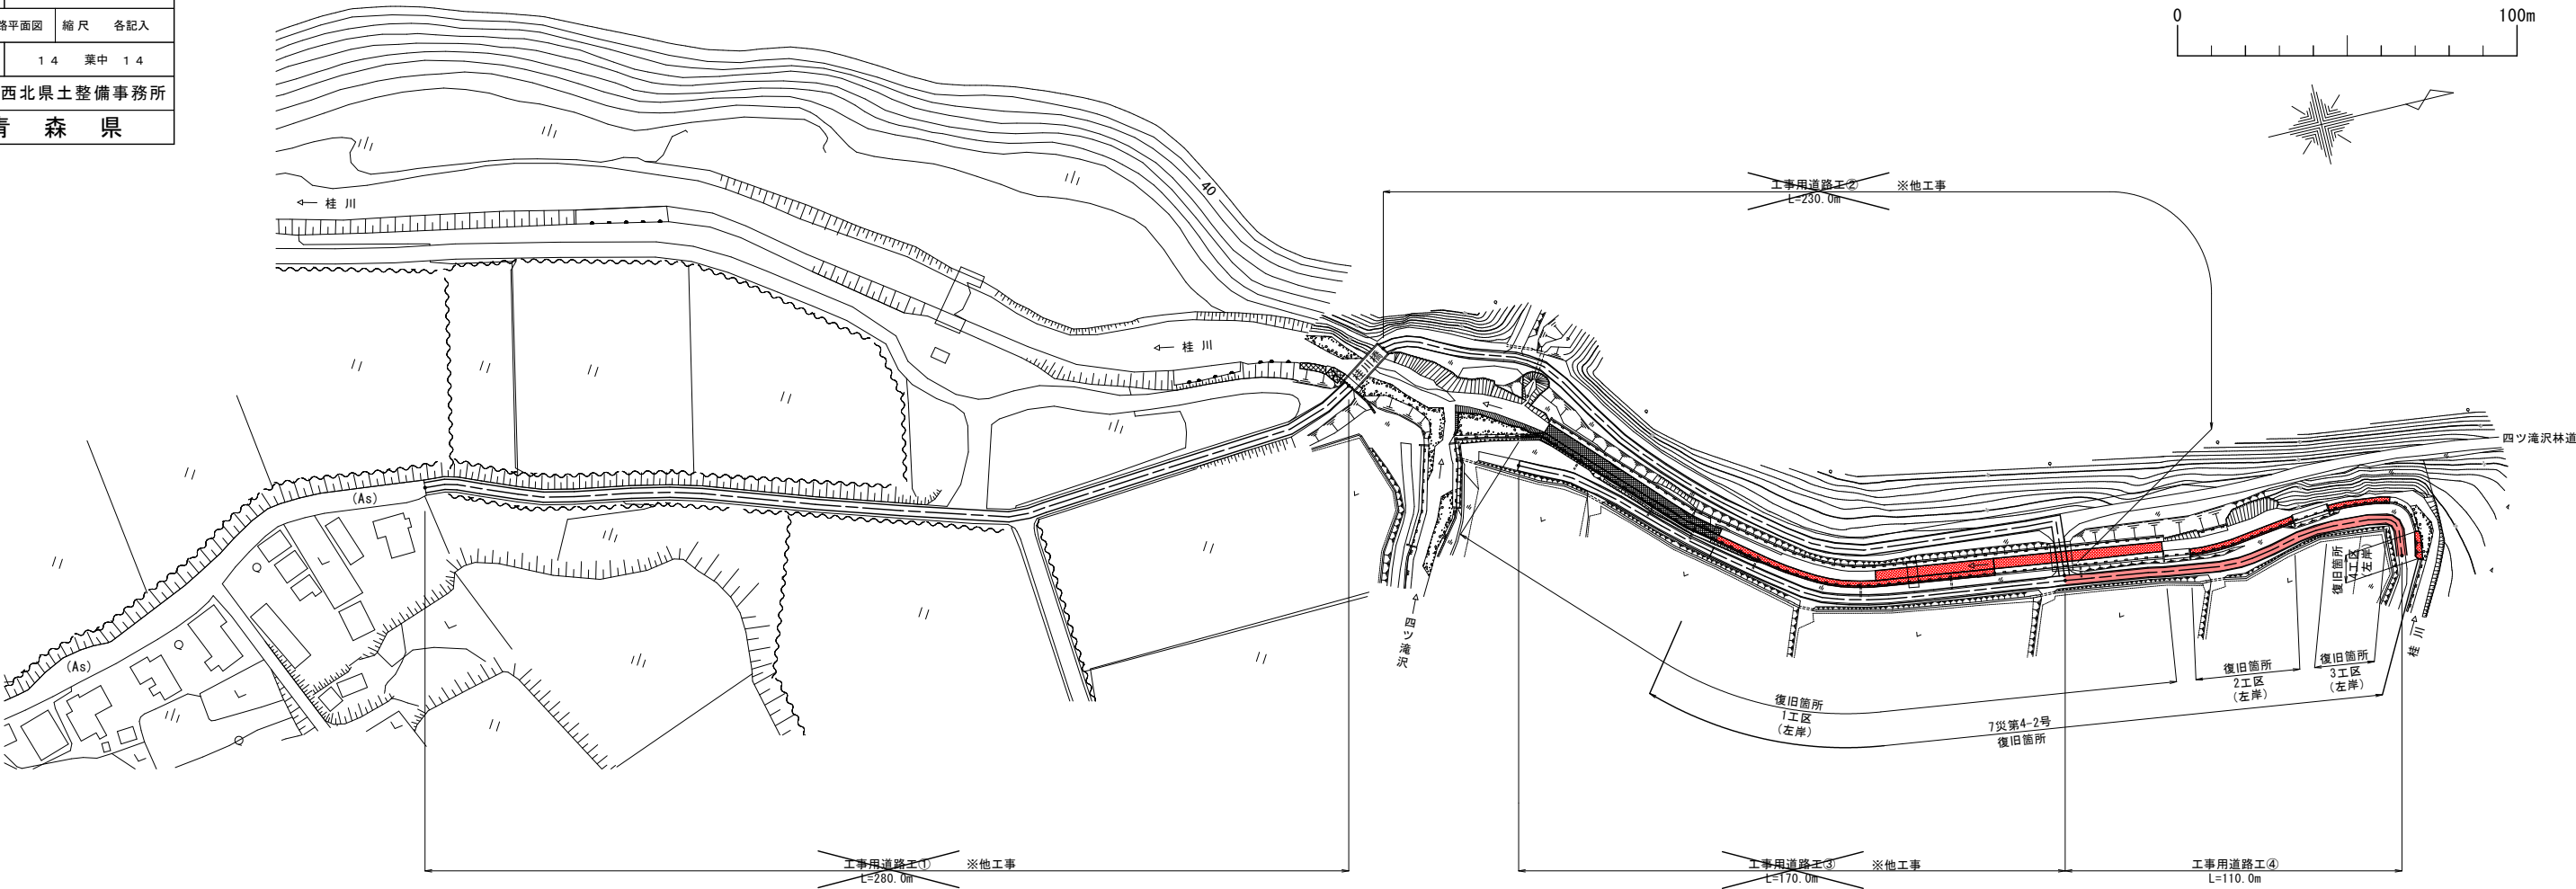 路平面図 縮尺 各記入
14 葉中 14
西北県土整備事務所
青森県
0 100m
工事用道路工② ※他工事
L=230.0m
40
桂川
桂川
桂川橋
四ツ滝沢林道
(As)
(As)
四ツ滝沢
桂川
復旧箇所
4工区
(左岸)
復旧箇所
3工区
(左岸)
復旧箇所
2工区
(左岸)
復旧箇所
1工区
(左岸)
7災第4-2号
復旧箇所
工事用道路工① ※他工事
L=280.0m
工事用道路工③ ※他工事
L=170.0m
工事用道路工④
L=110.0m